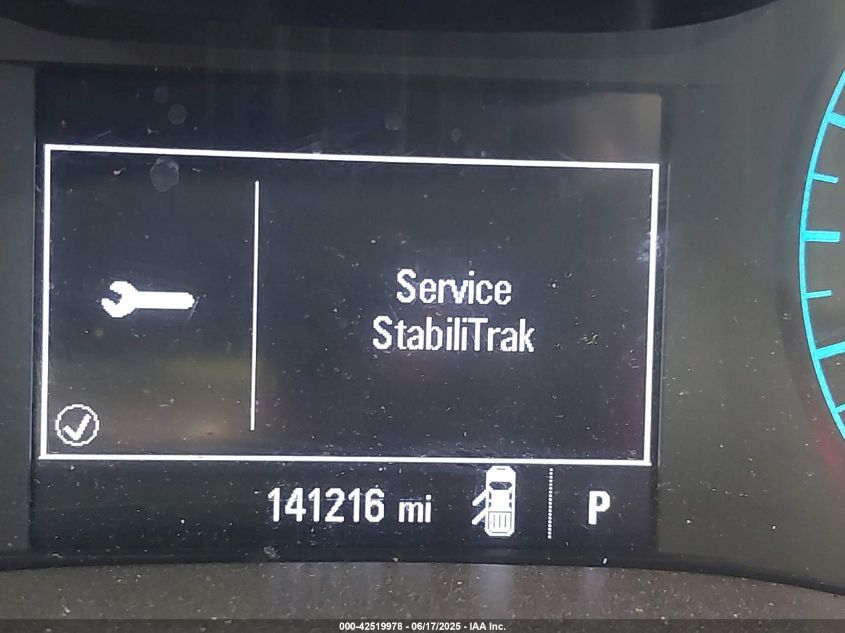 Service
StabiliTrak
141216 mi P
000-42519978 - 06/17/2025 - IAA Inc.